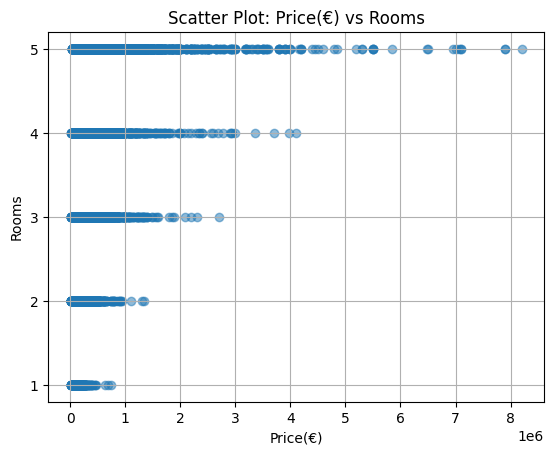 Scatter Plot: Price(€) vs Rooms
5
4
3
2
1
Rooms
0 1 2 3 4 5 6 7 8
1e6
Price(€)